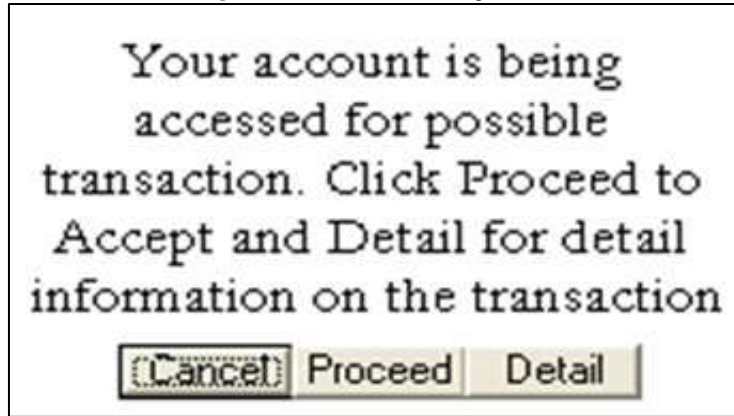 Your account is being
accessed for possible
transaction. Click Proceed to
Accept and Detail for detail
information on the transaction
Cancel Proceed Detail